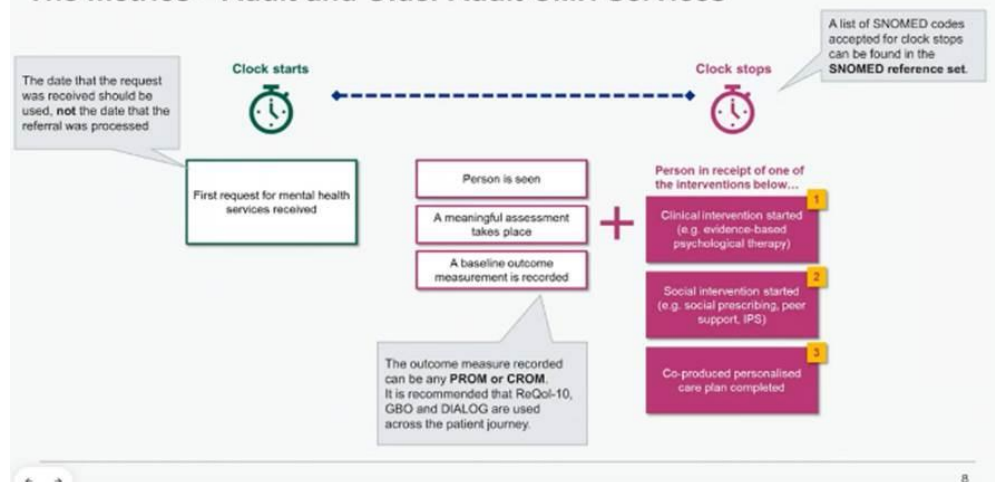 The date that the request
was received should be
used, not the date that the
referral was processed
Clock starts
Clock stops
A list of SNOMED codes
accepted for clock stops
can be found in the
SNOMED reference set.
First request for mental health
services received
Person is seen
A meaningful assessment
takes place
A baseline outcome
measurement is recorded
+
Person in receipt of one of
the interventions below...
1
Clinical intervention started
(e.g. evidence-based
psychological therapy)
2
Social intervention started
(e.g. social prescribing, peer
support, IPS)
3
Co-produced personalised
care plan completed
The outcome measure recorded
can be any PROM or CROM.
It is recommended that ReQol-10,
GBO and DIALOG are used
across the patient journey.
8